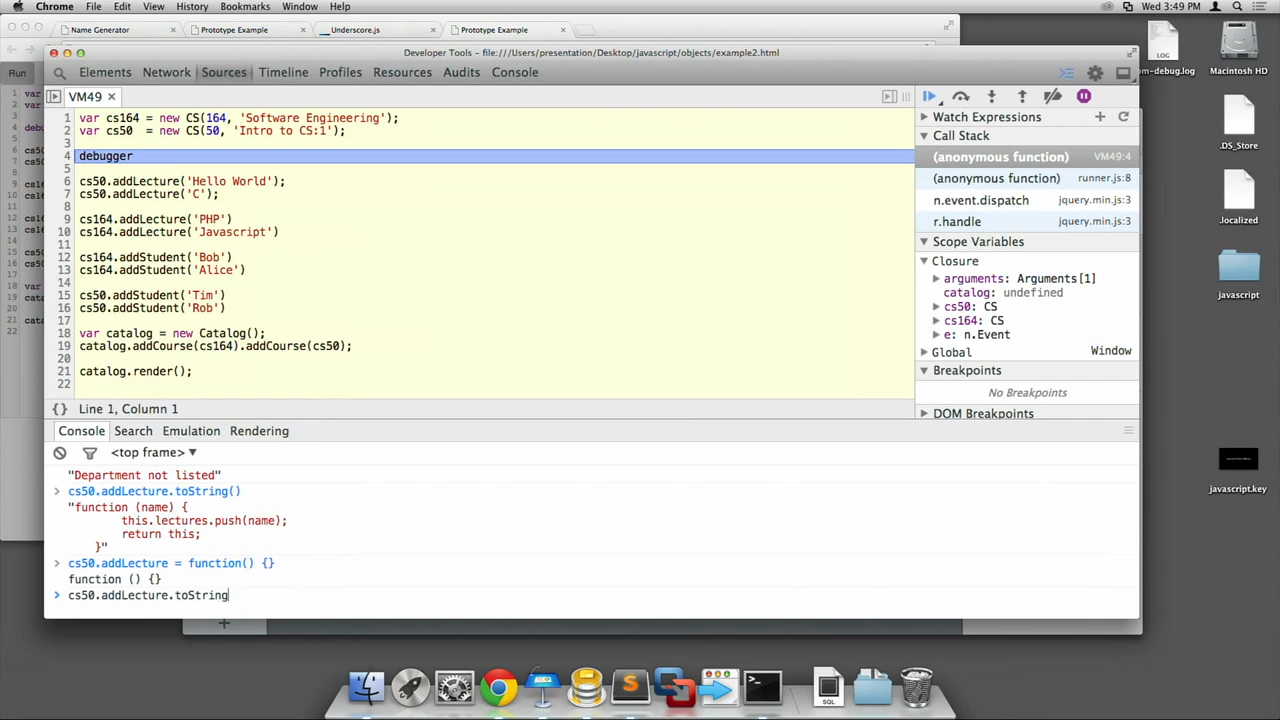 Chrome File Edit View History Bookmarks Window Help Wed 3:49 PM
Name Generator Prototype Example Underscore.js Prototype Example
Developer Tools - file:///Users/presentation/Desktop/javascript/objects/example2.html
Elements Network Sources Timeline Profiles Resources Audits Console
Run
VM49
1 var cs164 = new CS(164, 'Software Engineering');
2 var cs50  = new CS(50, 'Intro to CS:1');
3
4 debugger
5
6 cs50.addLecture('Hello World');
7 cs50.addLecture('C');
8
9 cs164.addLecture('PHP')
10 cs164.addLecture('Javascript')
11
12 cs164.addStudent('Bob')
13 cs164.addStudent('Alice')
14
15 cs50.addStudent('Tim')
16 cs50.addStudent('Rob')
17
18 var catalog = new Catalog();
19 catalog.addCourse(cs164).addCourse(cs50);
20
21 catalog.render();
22
{} Line 1, Column 1
Watch Expressions
Call Stack
(anonymous function) VM49:4
(anonymous function) runner.js:8
n.event.dispatch jquery.min.js:3
r.handle jquery.min.js:3
Scope Variables
Closure
arguments: Arguments[1]
catalog: undefined
cs50: CS
cs164: CS
e: n.Event
Global Window
Breakpoints
No Breakpoints
DOM Breakpoints
Console Search Emulation Rendering
<top frame>
"Department not listed"
> cs50.addLecture.toString()
"function (name) {
this.lectures.push(name);
return this;
}"
> cs50.addLecture = function() {}
function () {}
> cs50.addLecture.toString
LOG
m-debug.log
Macintosh HD
.DS_Store
.localized
javascript
javascript.key
SQL